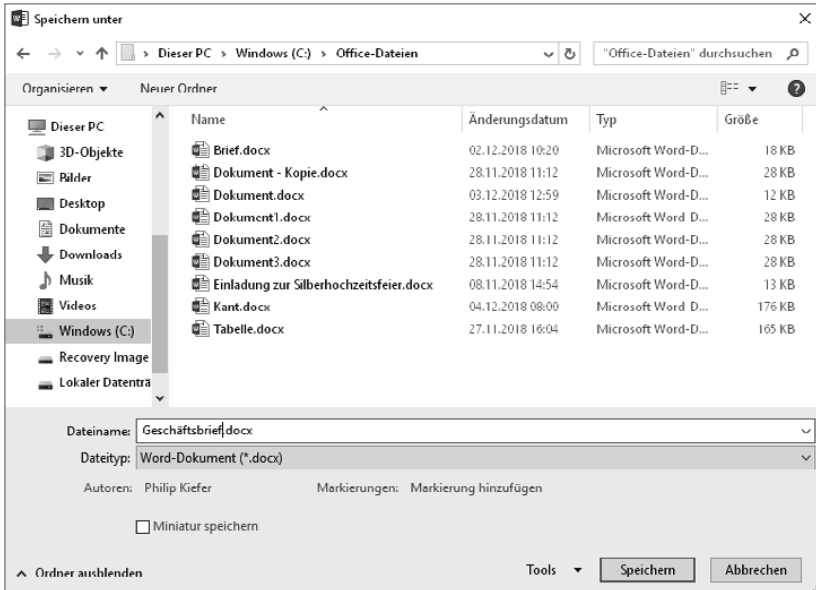 Speichern unter
Dieser PC > Windows (C:) > Office-Dateien "Office-Dateien" durchsuchen
Organisieren Neuer Ordner
Name Änderungsdatum Typ Größe
Dieser PC
3D-Objekte
Bilder
Desktop
Dokumente
Downloads
Musik
Videos
Windows (C:)
Recovery Image
Lokaler Datenträ
Brief.docx 02.12.2018 10:20 Microsoft Word-D... 18 KB
Dokument - Kopie.docx 28.11.2018 11:12 Microsoft Word-D... 28 KB
Dokument.docx 03.12.2018 12:59 Microsoft Word-D... 12 KB
Dokument1.docx 28.11.2018 11:12 Microsoft Word-D... 28 KB
Dokument2.docx 28.11.2018 11:12 Microsoft Word-D... 28 KB
Dokument3.docx 28.11.2018 11:12 Microsoft Word-D... 28 KB
Einladung zur Silberhochzeitsfeier.docx 08.11.2018 14:54 Microsoft Word-D... 13 KB
Kant.docx 04.12.2018 08:00 Microsoft Word-D... 176 KB
Tabelle.docx 27.11.2018 16:04 Microsoft Word-D... 165 KB
Dateiname: Geschäftsbrief.docx
Dateityp: Word-Dokument (*.docx)
Autoren: Philip Kiefer Markierungen: Markierung hinzufügen
Miniatur speichern
Ordner ausblenden Tools Speichern Abbrechen